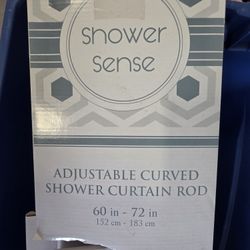 shower
sense
ADJUSTABLE CURVED
SHOWER CURTAIN ROD
60 in - 72 in
152 cm - 183 cm